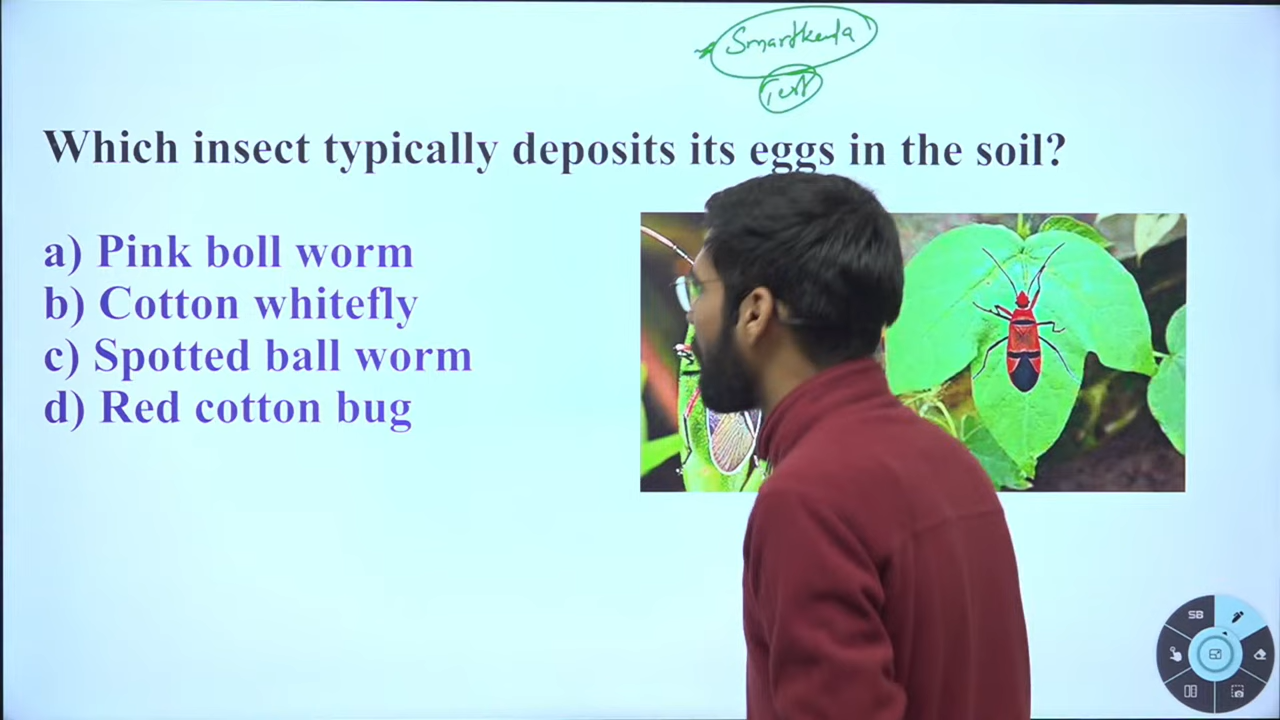 Smartkeeda
Which insect typically deposits its eggs in the soil?
a) Pink boll worm
b) Cotton whitefly
c) Spotted ball worm
d) Red cotton bug
SB